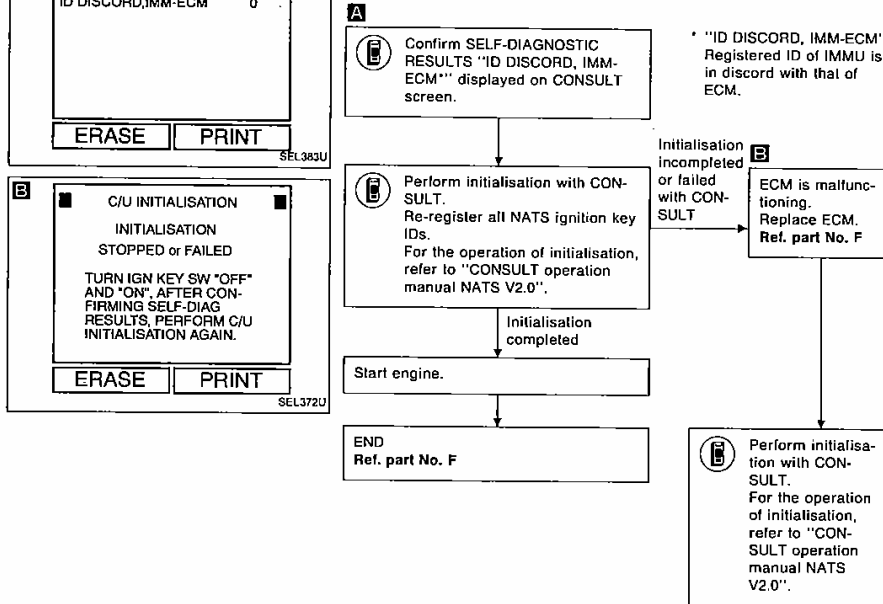 ID DISCORD,IMM-ECM 0
ERASE PRINT
SEL383U
B
C/U INITIALISATION
INITIALISATION
STOPPED or FAILED
TURN IGN KEY SW "OFF"
AND "ON", AFTER CON-
FIRMING SELF-DIAG
RESULTS, PERFORM C/U
INITIALISATION AGAIN.
ERASE PRINT
SEL372U
A
Confirm SELF-DIAGNOSTIC
RESULTS "ID DISCORD, IMM-
ECM*" displayed on CONSULT
screen.
* "ID DISCORD, IMM-ECM"
Registered ID of IMMU is
in discord with that of
ECM.
Perform initialisation with CON-
SULT.
Re-register all NATS ignition key
IDs.
For the operation of initialisation,
refer to "CONSULT operation
manual NATS V2.0".
Initialisation
incompleted
or failed
with CON-
SULT
B
ECM is malfunc-
tioning.
Replace ECM.
Ref. part No. F
Initialisation
completed
Start engine.
END
Ref. part No. F
Perform initialisa-
tion with CON-
SULT.
For the operation
of initialisation,
refer to "CON-
SULT operation
manual NATS
V2.0".